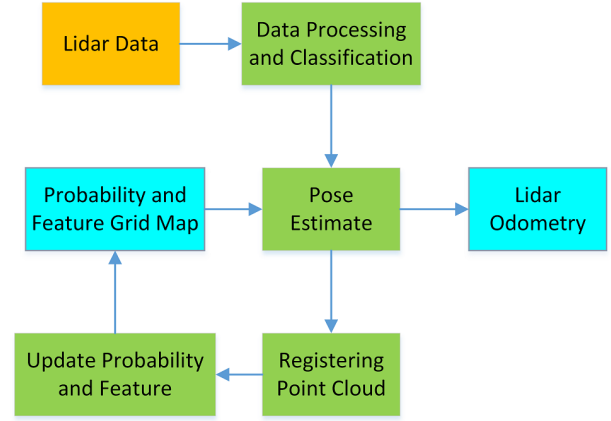 Lidar Data
Data Processing
and Classification
Probability and
Feature Grid Map
Pose
Estimate
Lidar
Odometry
Update Probability
and Feature
Registering
Point Cloud